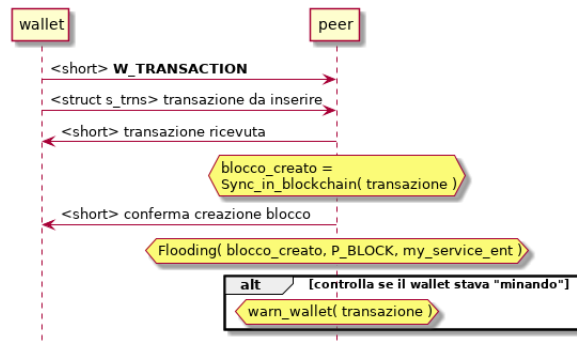 wallet
peer
<short> W_TRANSACTION
<struct s_trns> transazione da inserire
<short> transazione ricevuta
blocco_creato =
Sync_in_blockchain( transazione )
<short> conferma creazione blocco
Flooding( blocco_creato, P_BLOCK, my_service_ent )
alt
[controlla se il wallet stava "minando"]
warn_wallet( transazione )